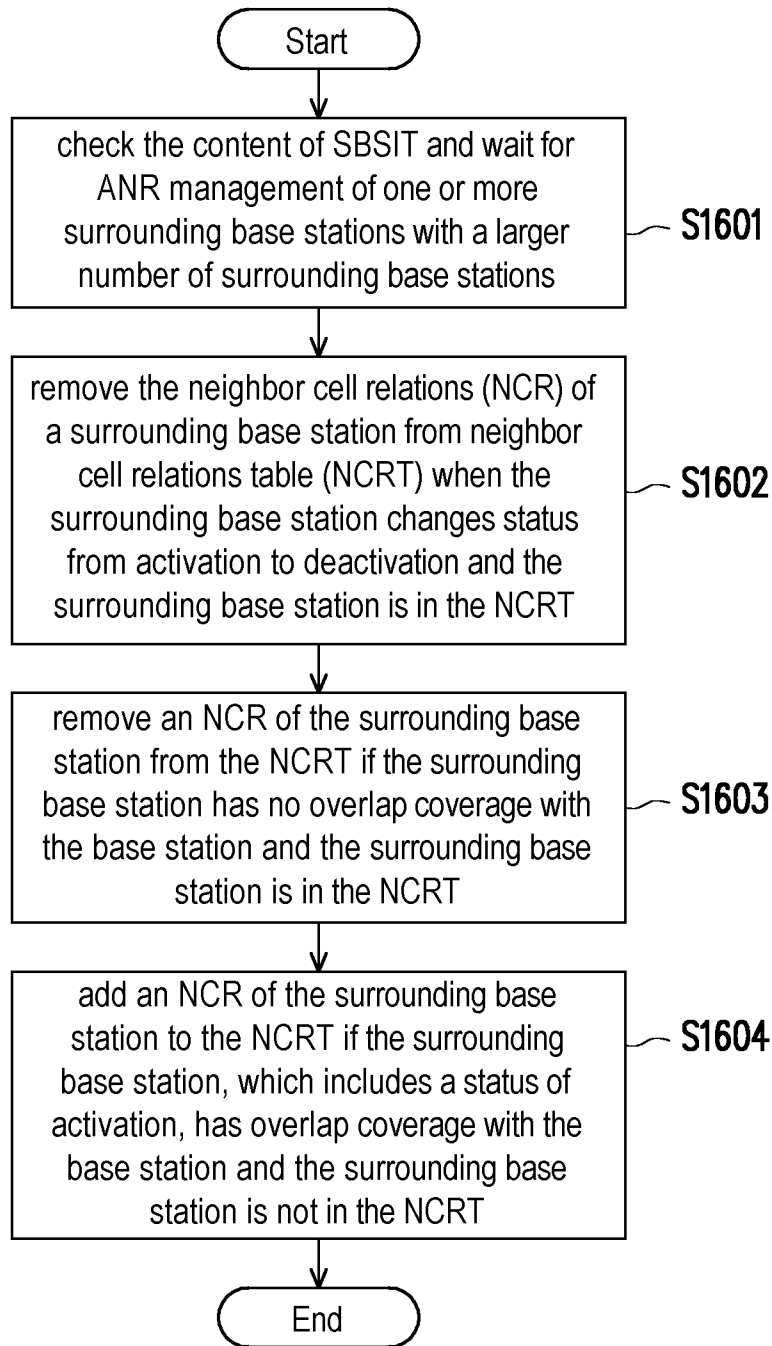 Start
check the content of SBSIT and wait for
ANR management of one or more
surrounding base stations with a larger
number of surrounding base stations
S1601
remove the neighbor cell relations (NCR) of
a surrounding base station from neighbor
cell relations table (NCRT) when the
surrounding base station changes status
from activation to deactivation and the
surrounding base station is in the NCRT
S1602
remove an NCR of the surrounding base
station from the NCRT if the surrounding
base station has no overlap coverage with
the base station and the surrounding base
station is in the NCRT
S1603
add an NCR of the surrounding base
station to the NCRT if the surrounding
base station, which includes a status of
activation, has overlap coverage with the
base station and the surrounding base
station is not in the NCRT
S1604
End